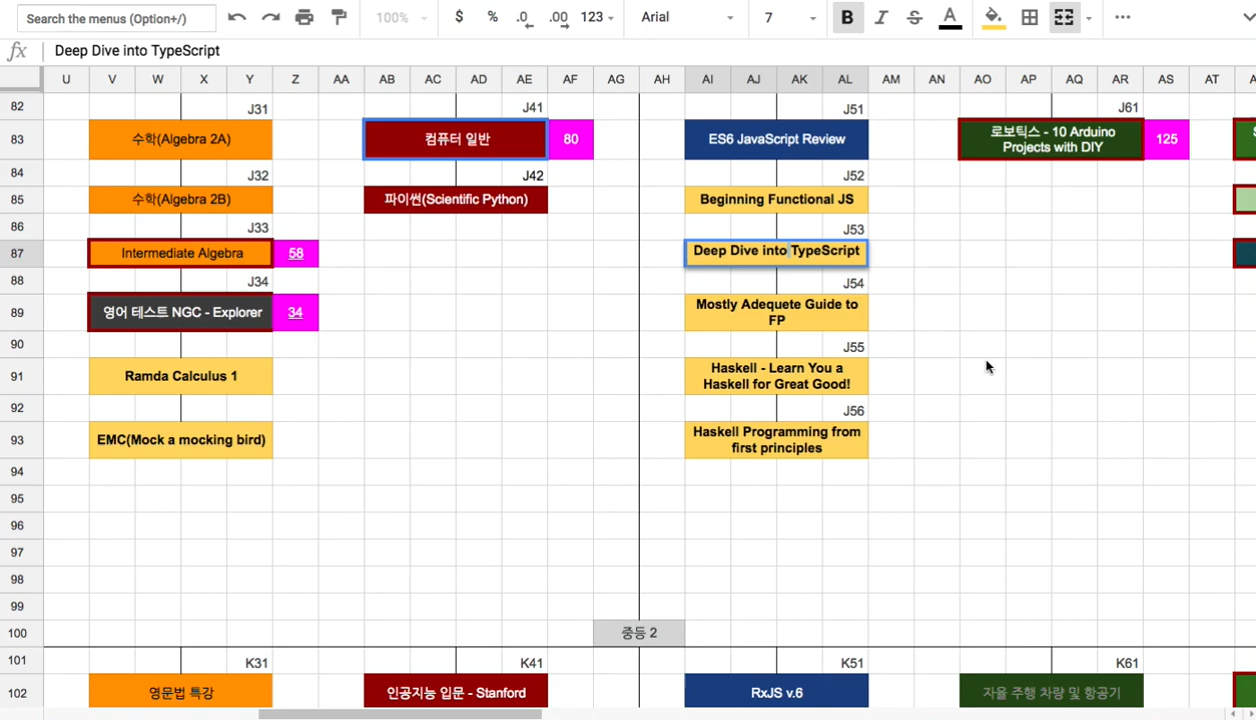 Search the menus (Option+/)
100%
$ % .0 .00 123
Arial
7
B I S A
fx Deep Dive into TypeScript
U V W X Y Z AA AB AC AD AE AF AG AH AI AJ AK AL AM AN AO AP AQ AR AS AT
82 J31 J41 J51 J61
83 수학(Algebra 2A) 컴퓨터 일반 80 ES6 JavaScript Review 로보틱스 - 10 Arduino
Projects with DIY 125
84 J32 J42 J52
85 수학(Algebra 2B) 파이썬(Scientific Python) Beginning Functional JS
86 J33 J53
87 Intermediate Algebra 58 Deep Dive into TypeScript
88 J34 J54
89 영어 테스트 NGC - Explorer 34 Mostly Adequete Guide to
FP
90 J55
91 Ramda Calculus 1 Haskell - Learn You a
Haskell for Great Good!
92 J56
93 EMC(Mock a mocking bird) Haskell Programming from
first principles
94
95
96
97
98
99
100 중등 2
101 K31 K41 K51 K61
102 영문법 특강 인공지능 입문 - Stanford RxJS v.6 자율 주행 차량 및 항공기